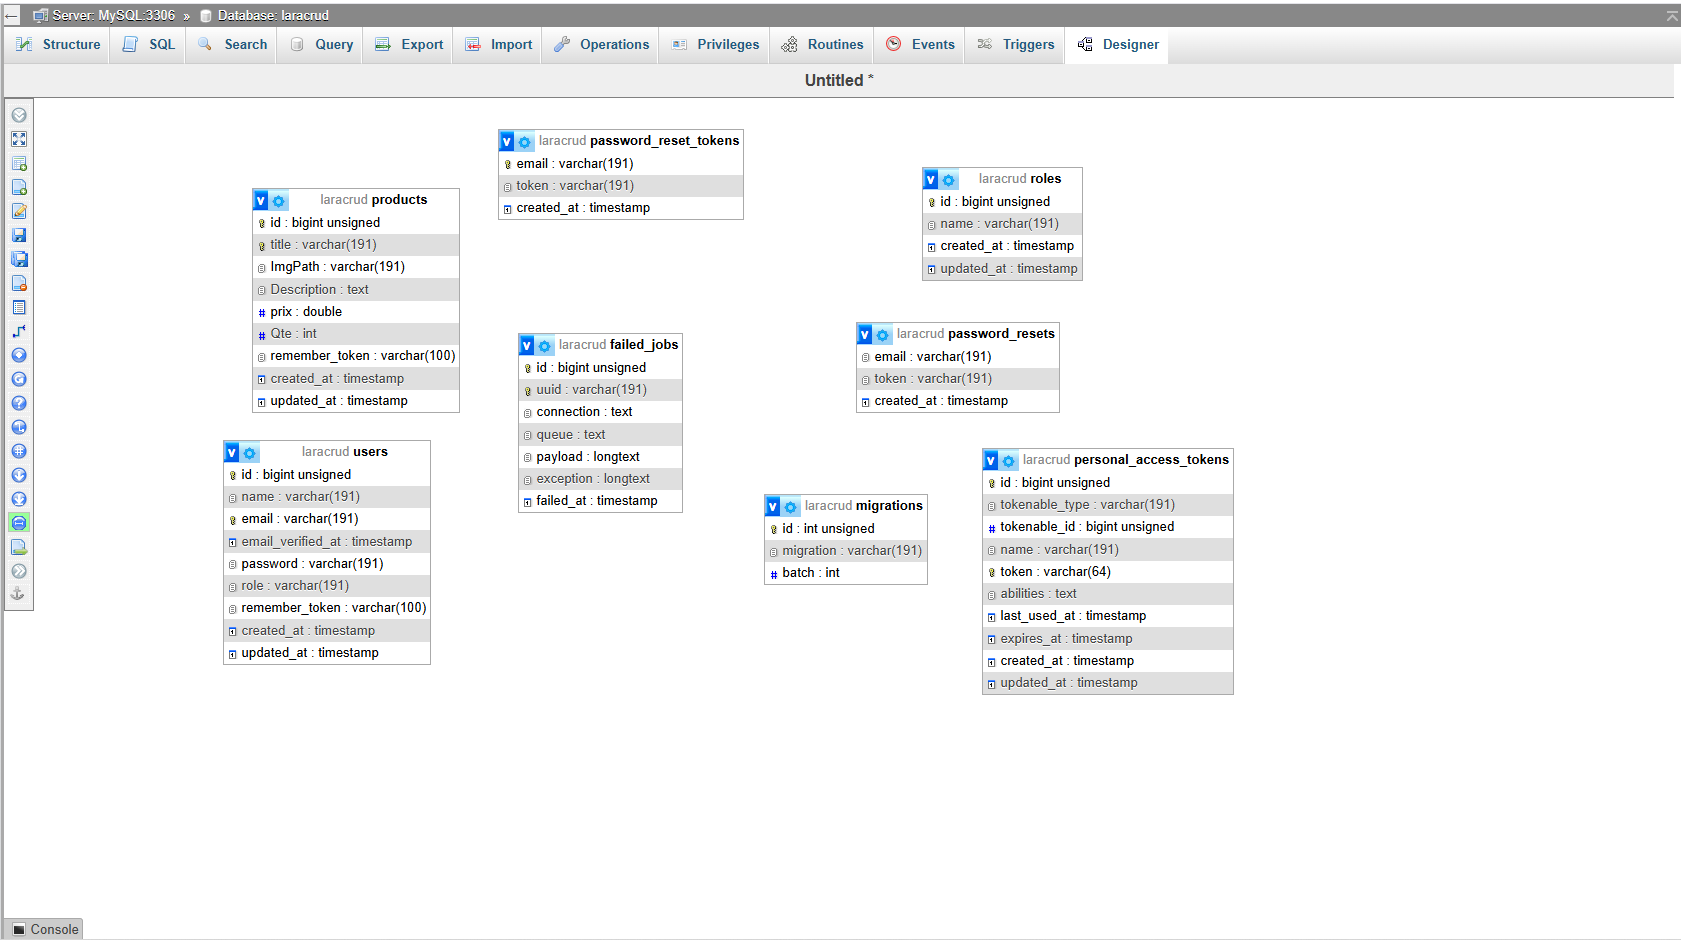 Server: MySQL:3306 » Database: laracrud
Structure SQL Search Query Export Import Operations Privileges Routines Events Triggers Designer
Untitled *
laracrud password_reset_tokens
email : varchar(191)
token : varchar(191)
created_at : timestamp
laracrud roles
id : bigint unsigned
name : varchar(191)
created_at : timestamp
updated_at : timestamp
laracrud products
id : bigint unsigned
title : varchar(191)
ImgPath : varchar(191)
Description : text
prix : double
Qte : int
remember_token : varchar(100)
created_at : timestamp
updated_at : timestamp
laracrud failed_jobs
id : bigint unsigned
uuid : varchar(191)
connection : text
queue : text
payload : longtext
exception : longtext
failed_at : timestamp
laracrud password_resets
email : varchar(191)
token : varchar(191)
created_at : timestamp
laracrud users
id : bigint unsigned
name : varchar(191)
email : varchar(191)
email_verified_at : timestamp
password : varchar(191)
role : varchar(191)
remember_token : varchar(100)
created_at : timestamp
updated_at : timestamp
laracrud migrations
id : int unsigned
migration : varchar(191)
batch : int
laracrud personal_access_tokens
id : bigint unsigned
tokenable_type : varchar(191)
tokenable_id : bigint unsigned
name : varchar(191)
token : varchar(64)
abilities : text
last_used_at : timestamp
expires_at : timestamp
created_at : timestamp
updated_at : timestamp
Console